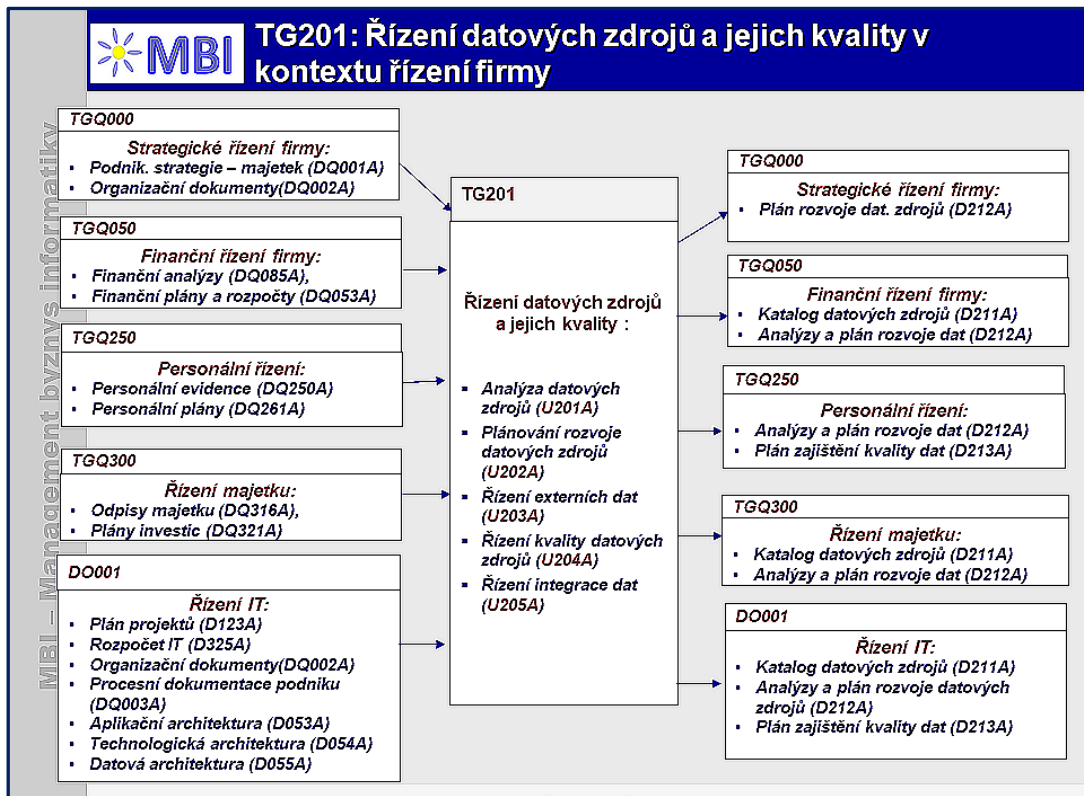 MBI
TG201: Řízení datových zdrojů a jejich kvality v
kontextu řízení firmy
MBI – Management byznys informatiky
TGQ000
Strategické řízení firmy:
▪ Podnik. strategie – majetek (DQ001A)
▪ Organizační dokumenty(DQ002A)
TGQ050
Finanční řízení firmy:
▪ Finanční analýzy (DQ085A),
▪ Finanční plány a rozpočty (DQ053A)
TGQ250
Personální řízení:
▪ Personální evidence (DQ250A)
▪ Personální plány (DQ261A)
TGQ300
Řízení majetku:
▪ Odpisy majetku (DQ316A),
▪ Plány investic (DQ321A)
DO001
Řízení IT:
▪ Plán projektů (D123A)
▪ Rozpočet IT (D325A)
▪ Organizační dokumenty(DQ002A)
▪ Procesní dokumentace podniku
(DQ003A)
▪ Aplikační architektura (D053A)
▪ Technologická architektura (D054A)
▪ Datová architektura (D055A)
TG201
Řízení datových zdrojů
a jejich kvality :
▪ Analýza datových
zdrojů (U201A)
▪ Plánování rozvoje
datových zdrojů
(U202A)
▪ Řízení externích dat
(U203A)
▪ Řízení kvality datových
zdrojů (U204A)
▪ Řízení integrace dat
(U205A)
TGQ000
Strategické řízení firmy:
▪ Plán rozvoje dat. zdrojů (D212A)
TGQ050
Finanční řízení firmy:
▪ Katalog datových zdrojů (D211A)
▪ Analýzy a plán rozvoje dat (D212A)
TGQ250
Personální řízení:
▪ Analýzy a plán rozvoje dat (D212A)
▪ Plán zajištění kvality dat (D213A)
TGQ300
Řízení majetku:
▪ Katalog datových zdrojů (D211A)
▪ Analýzy a plán rozvoje dat (D212A)
DO001
Řízení IT:
▪ Katalog datových zdrojů (D211A)
▪ Analýzy a plán rozvoje datových
zdrojů (D212A)
▪ Plán zajištění kvality dat (D213A)